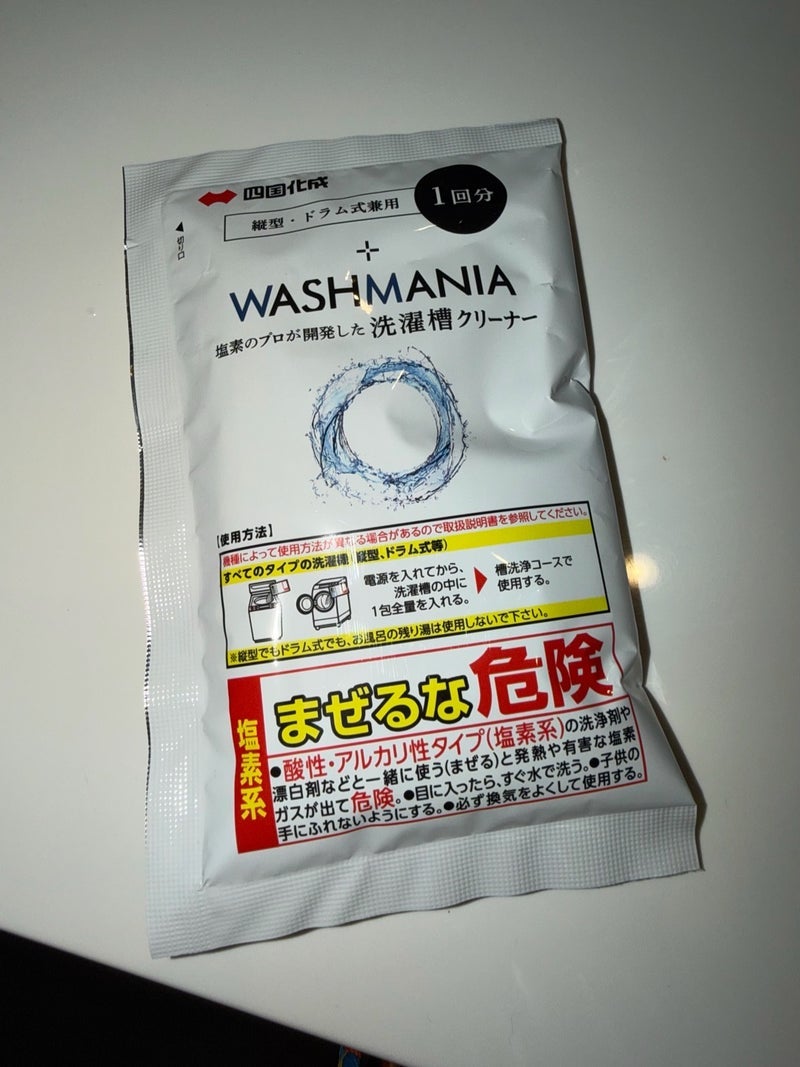 四国化成
縦型・ドラム式兼用
1回分
WASHMANIA
塩素のプロが開発した洗濯槽クリーナー
【使用方法】
機種によって使用方法が異なる場合があるので取扱説明書を参照してください。
すべてのタイプの洗濯機(縦型、ドラム式等)
電源を入れてから、
洗濯槽の中に
1包全量を入れる。
槽洗浄コースで
使用する。
※縦型でもドラム式でも、お風呂の残り湯は使用しないで下さい。
塩素系
まぜるな危険
●酸性・アルカリ性タイプ(塩素系)の洗浄剤や
漂白剤などと一緒に使う(まぜる)と発熱や有害な塩素
ガスが出て危険。●目に入ったら、すぐ水で洗う。●子供の
手にふれないようにする。●必ず換気をよくして使用する。